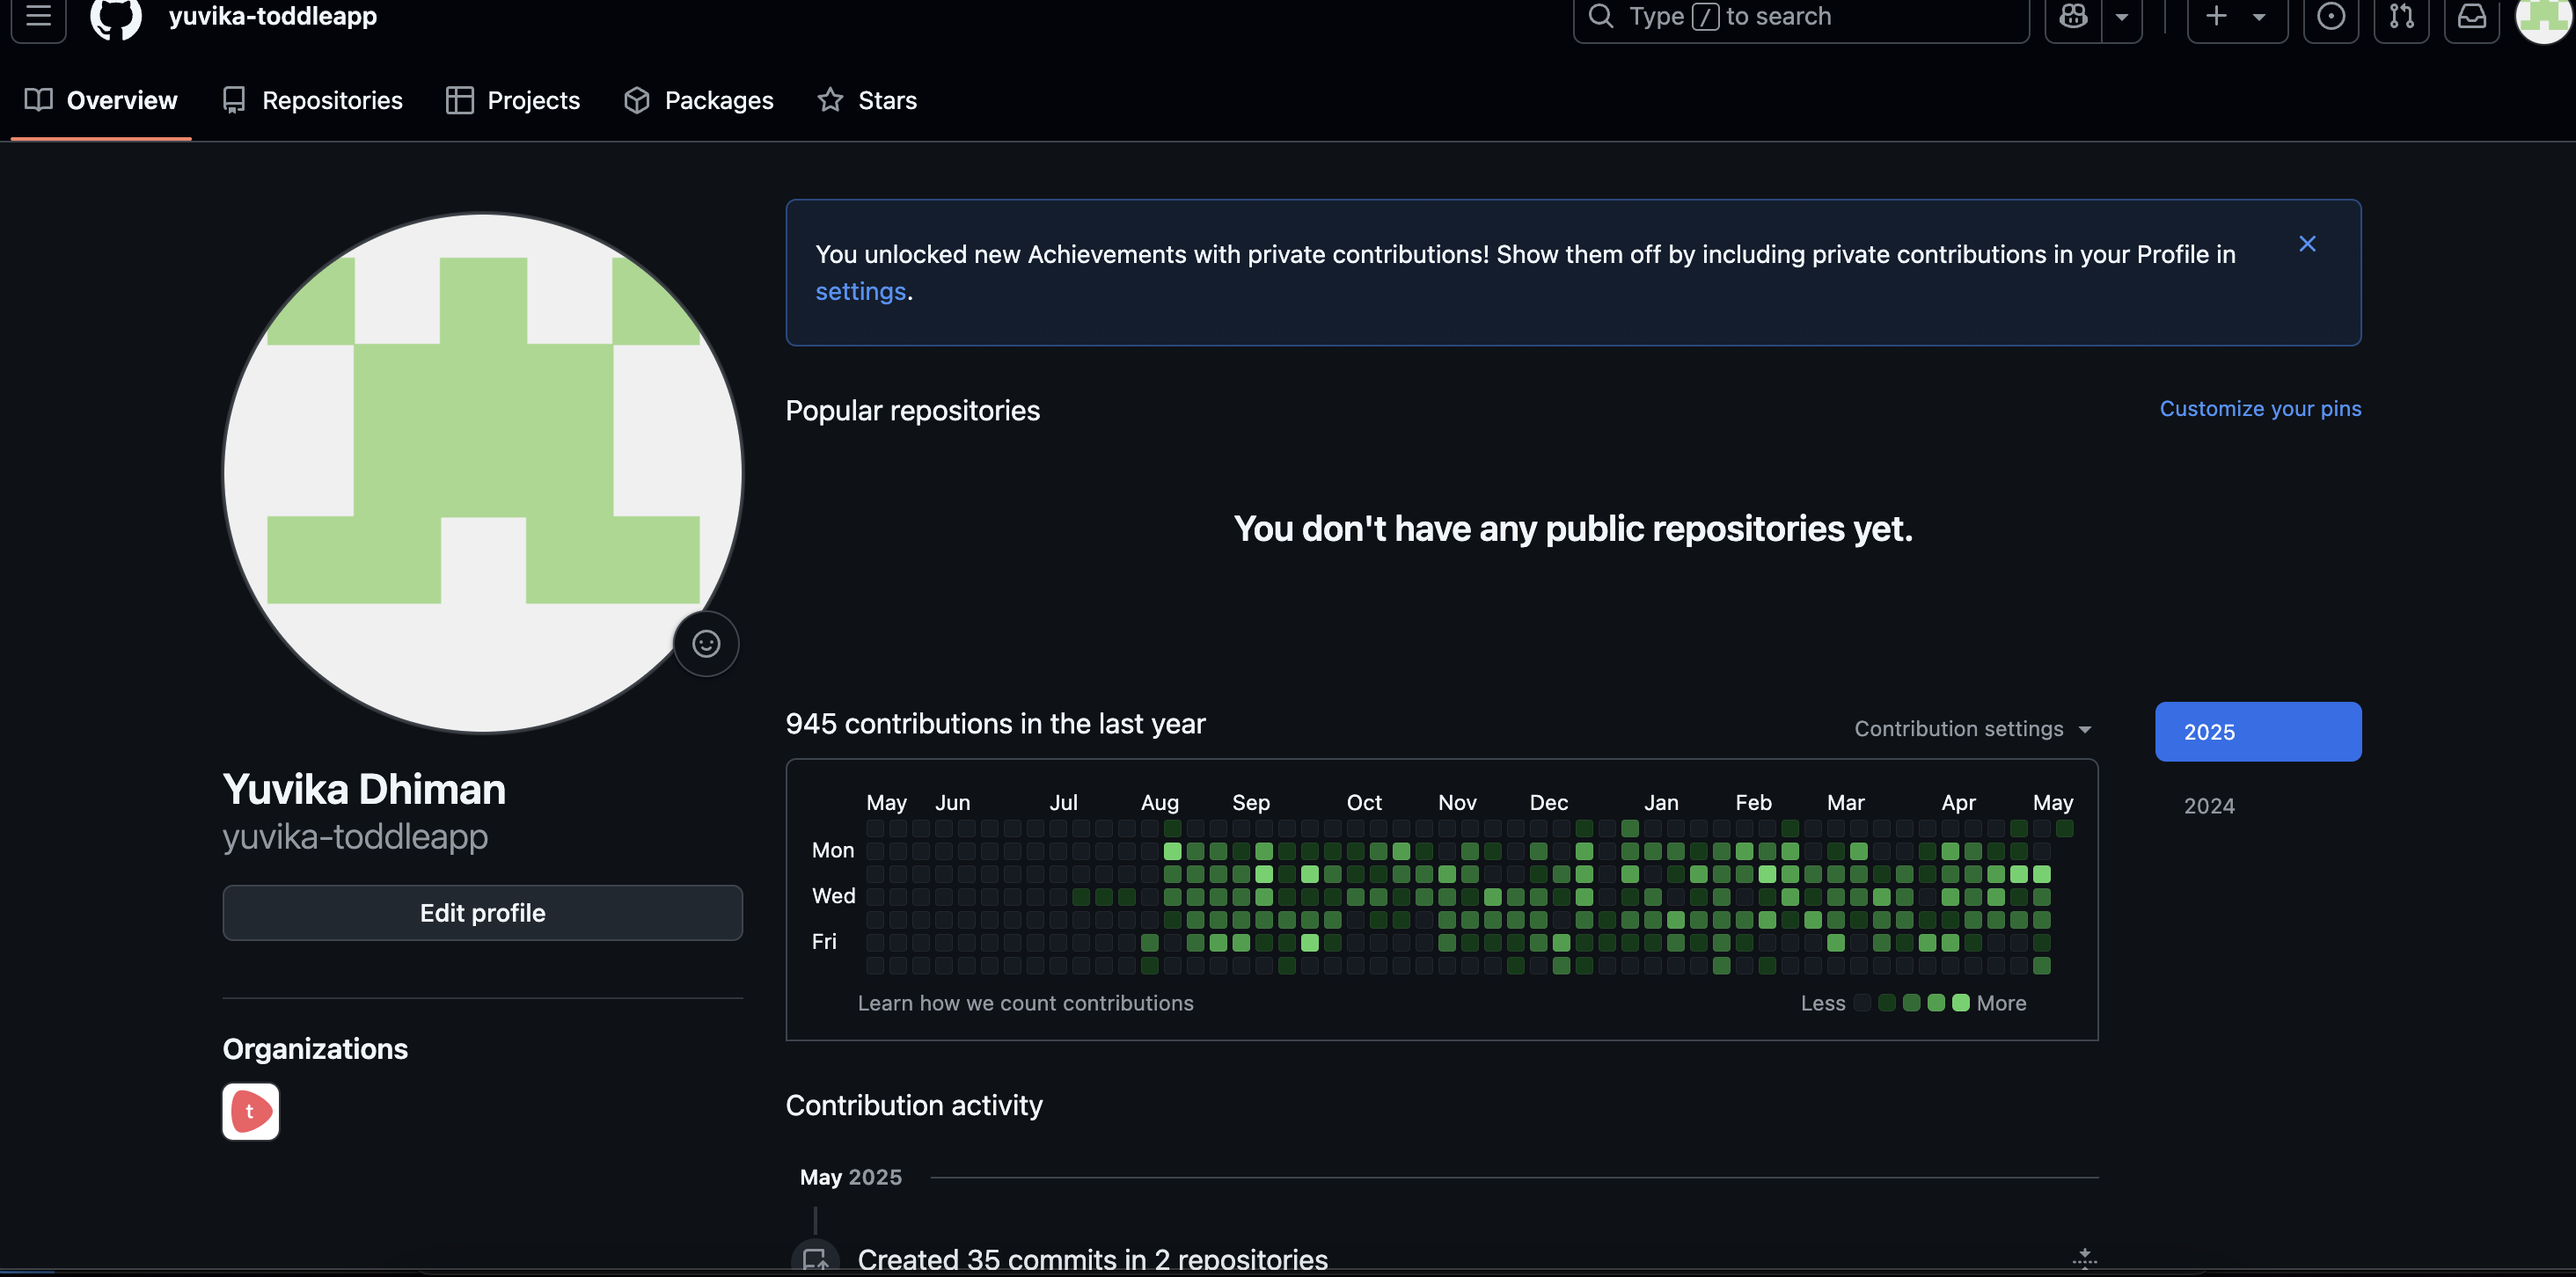 yuvika-toddleapp
Type / to search
Overview Repositories Projects Packages Stars
You unlocked new Achievements with private contributions! Show them off by including private contributions in your Profile in
settings.
Popular repositories
Customize your pins
You don't have any public repositories yet.
945 contributions in the last year
Contribution settings
2025
2024
May Jun Jul Aug Sep Oct Nov Dec Jan Feb Mar Apr May
Mon
Wed
Fri
Learn how we count contributions
Less More
Yuvika Dhiman
yuvika-toddleapp
Edit profile
Organizations
t
Contribution activity
May 2025
Created 35 commits in 2 repositories